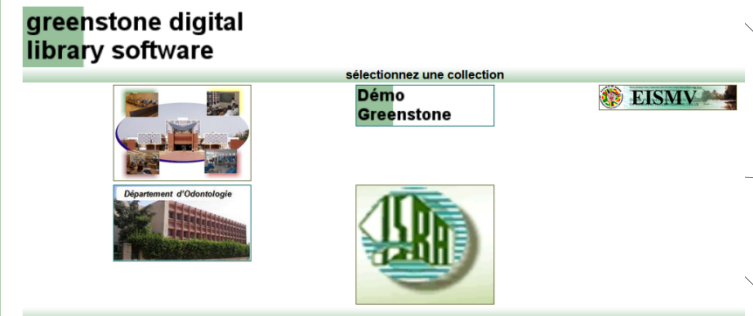 greenstone digital
library software
sélectionnez une collection
Démo
Greenstone
EISMV
Département d'Odontologie
ISRA